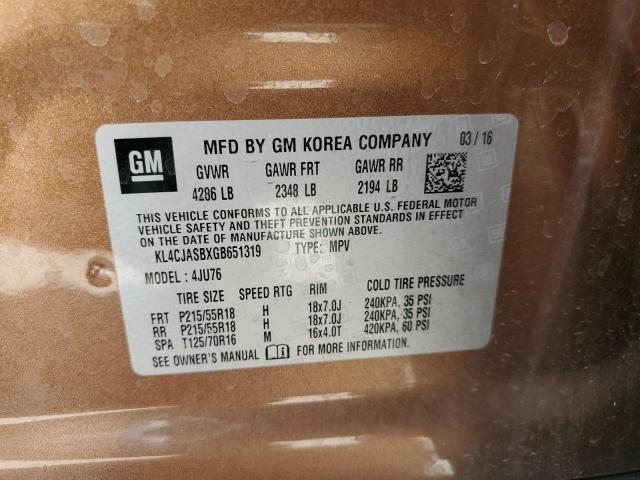 GM
MFD BY GM KOREA COMPANY 03 / 16
GVWR GAWR FRT GAWR RR
4286 LB 2348 LB 2194 LB
THIS VEHICLE CONFORMS TO ALL APPLICABLE U.S. FEDERAL MOTOR
VEHICLE SAFETY AND THEFT PREVENTION STANDARDS IN EFFECT
ON THE DATE OF MANUFACTURE SHOWN ABOVE.
KL4CJASBXGB651319 TYPE: MPV
MODEL : 4JU76
TIRE SIZE SPEED RTG RIM COLD TIRE PRESSURE
FRT P215/55R18 H 18x7.0J 240KPA, 35 PSI
RR P215/55R18 H 18x7.0J 240KPA, 35 PSI
SPA T125/70R16 M 16x4.0T 420KPA, 60 PSI
SEE OWNER'S MANUAL FOR MORE INFORMATION.